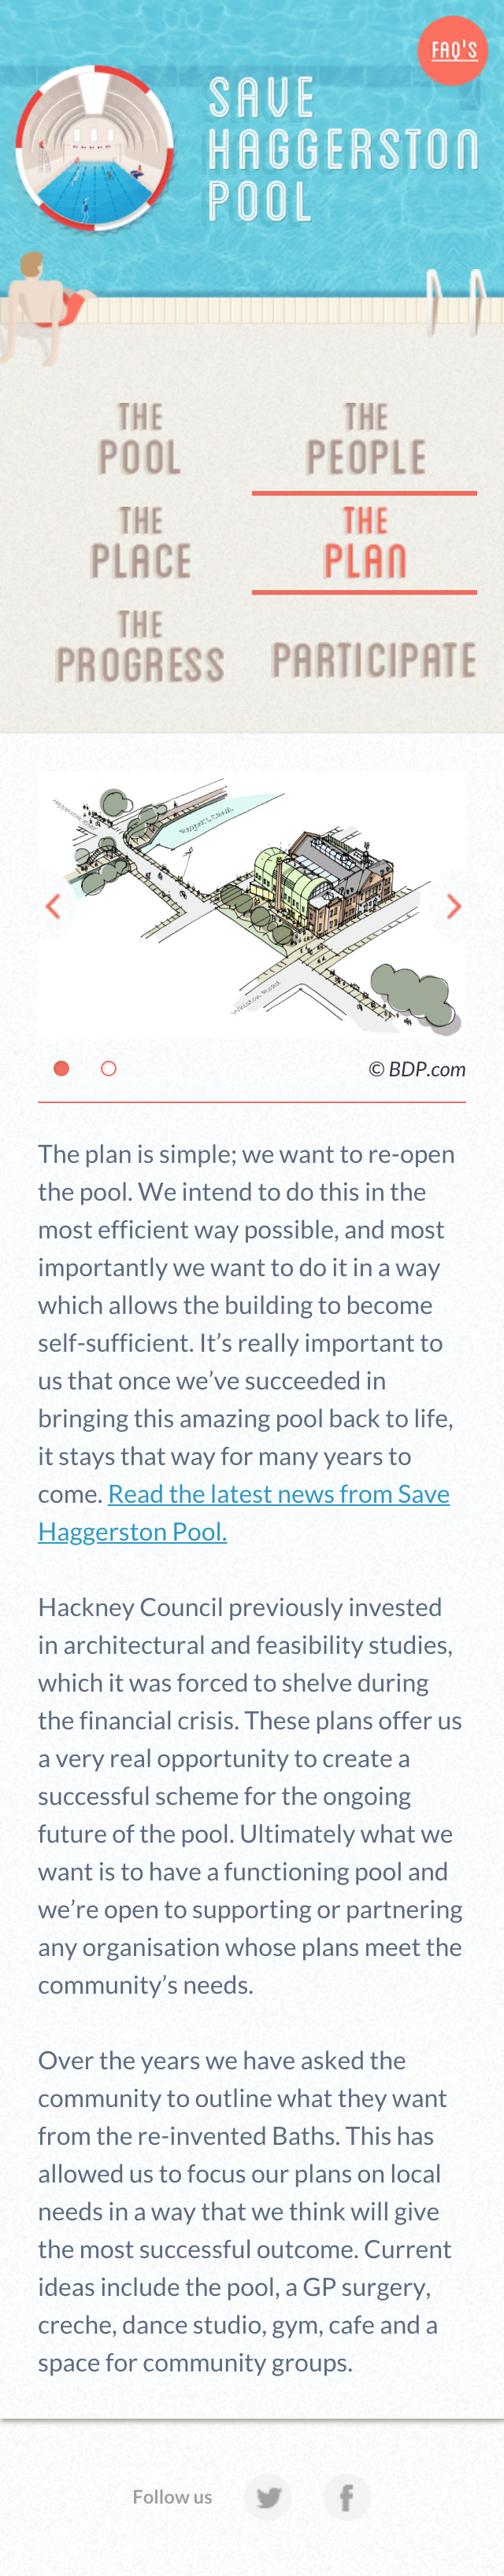 FAQ'S
SAVE
HAGGERSTON
POOL
THE
POOL
THE
PEOPLE
THE
PLACE
THE
PLAN
THE
PROGRESS
PARTICIPATE
Regent's Canal
Whiston Road
© BDP.com
The plan is simple; we want to re-open
the pool. We intend to do this in the
most efficient way possible, and most
importantly we want to do it in a way
which allows the building to become
self-sufficient. It’s really important to
us that once we’ve succeeded in
bringing this amazing pool back to life,
it stays that way for many years to
come. Read the latest news from Save
Haggerston Pool.
Hackney Council previously invested
in architectural and feasibility studies,
which it was forced to shelve during
the financial crisis. These plans offer us
a very real opportunity to create a
successful scheme for the ongoing
future of the pool. Ultimately what we
want is to have a functioning pool and
we’re open to supporting or partnering
any organisation whose plans meet the
community’s needs.
Over the years we have asked the
community to outline what they want
from the re-invented Baths. This has
allowed us to focus our plans on local
needs in a way that we think will give
the most successful outcome. Current
ideas include the pool, a GP surgery,
creche, dance studio, gym, cafe and a
space for community groups.
Follow us